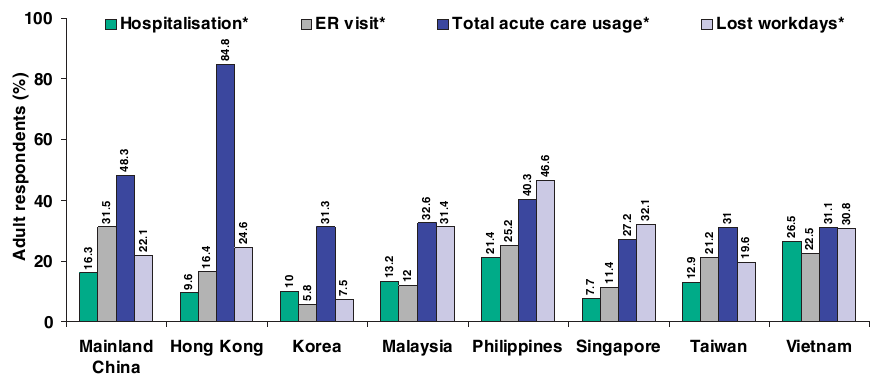 100
80
60
40
20
0
Adult respondents (%)
Hospitalisation* ER visit* Total acute care usage* Lost workdays*
16.3 31.5 48.3 22.1
9.6 16.4 84.8 24.6
10 5.8 31.3 7.5
13.2 12 32.6 31.4
21.4 25.2 40.3 46.6
7.7 11.4 27.2 32.1
12.9 21.2 31 19.6
26.5 22.5 31.1 30.8
Mainland
China
Hong Kong
Korea
Malaysia
Philippines
Singapore
Taiwan
Vietnam